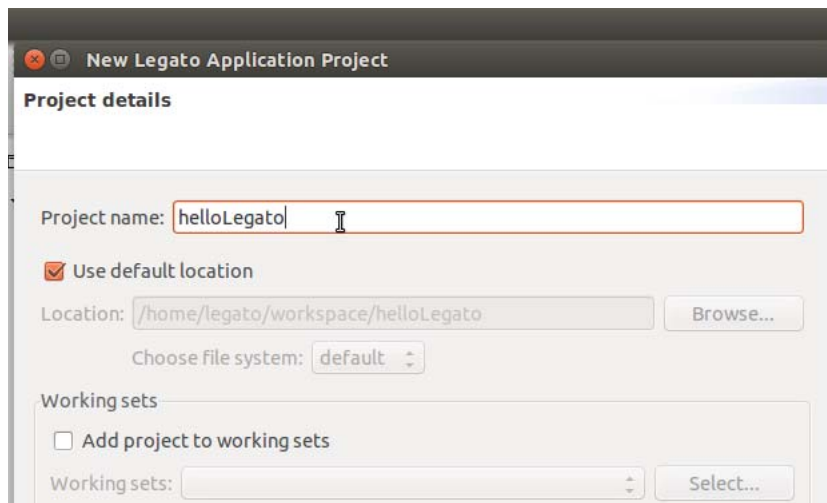 New Legato Application Project
Project details
Project name: helloLegato
Use default location
Location: /home/legato/workspace/helloLegato Browse...
Choose file system: default
Working sets
Add project to working sets
Working sets: Select...